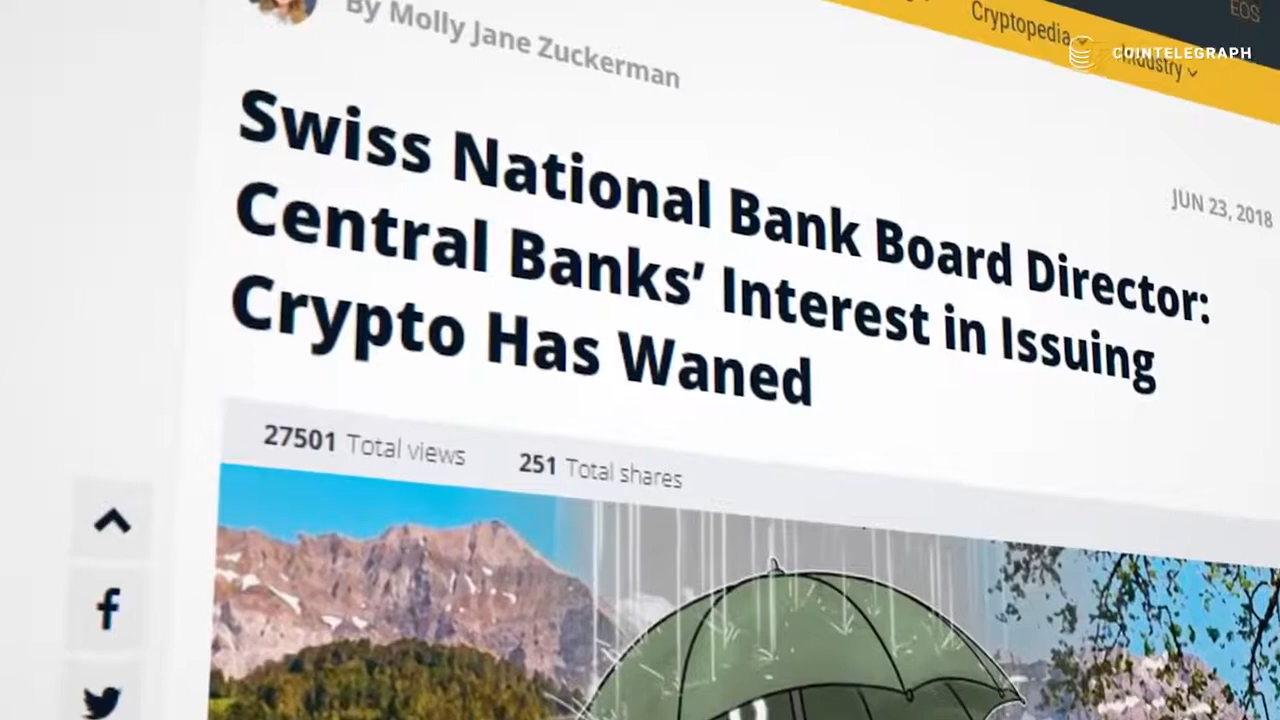 EOS
Cryptopedia
Industry
COINTELEGRAPH
By Molly Jane Zuckerman
JUN 23, 2018
Swiss National Bank Board Director:
Central Banks’ Interest in Issuing
Crypto Has Waned
27501 Total views 251 Total shares